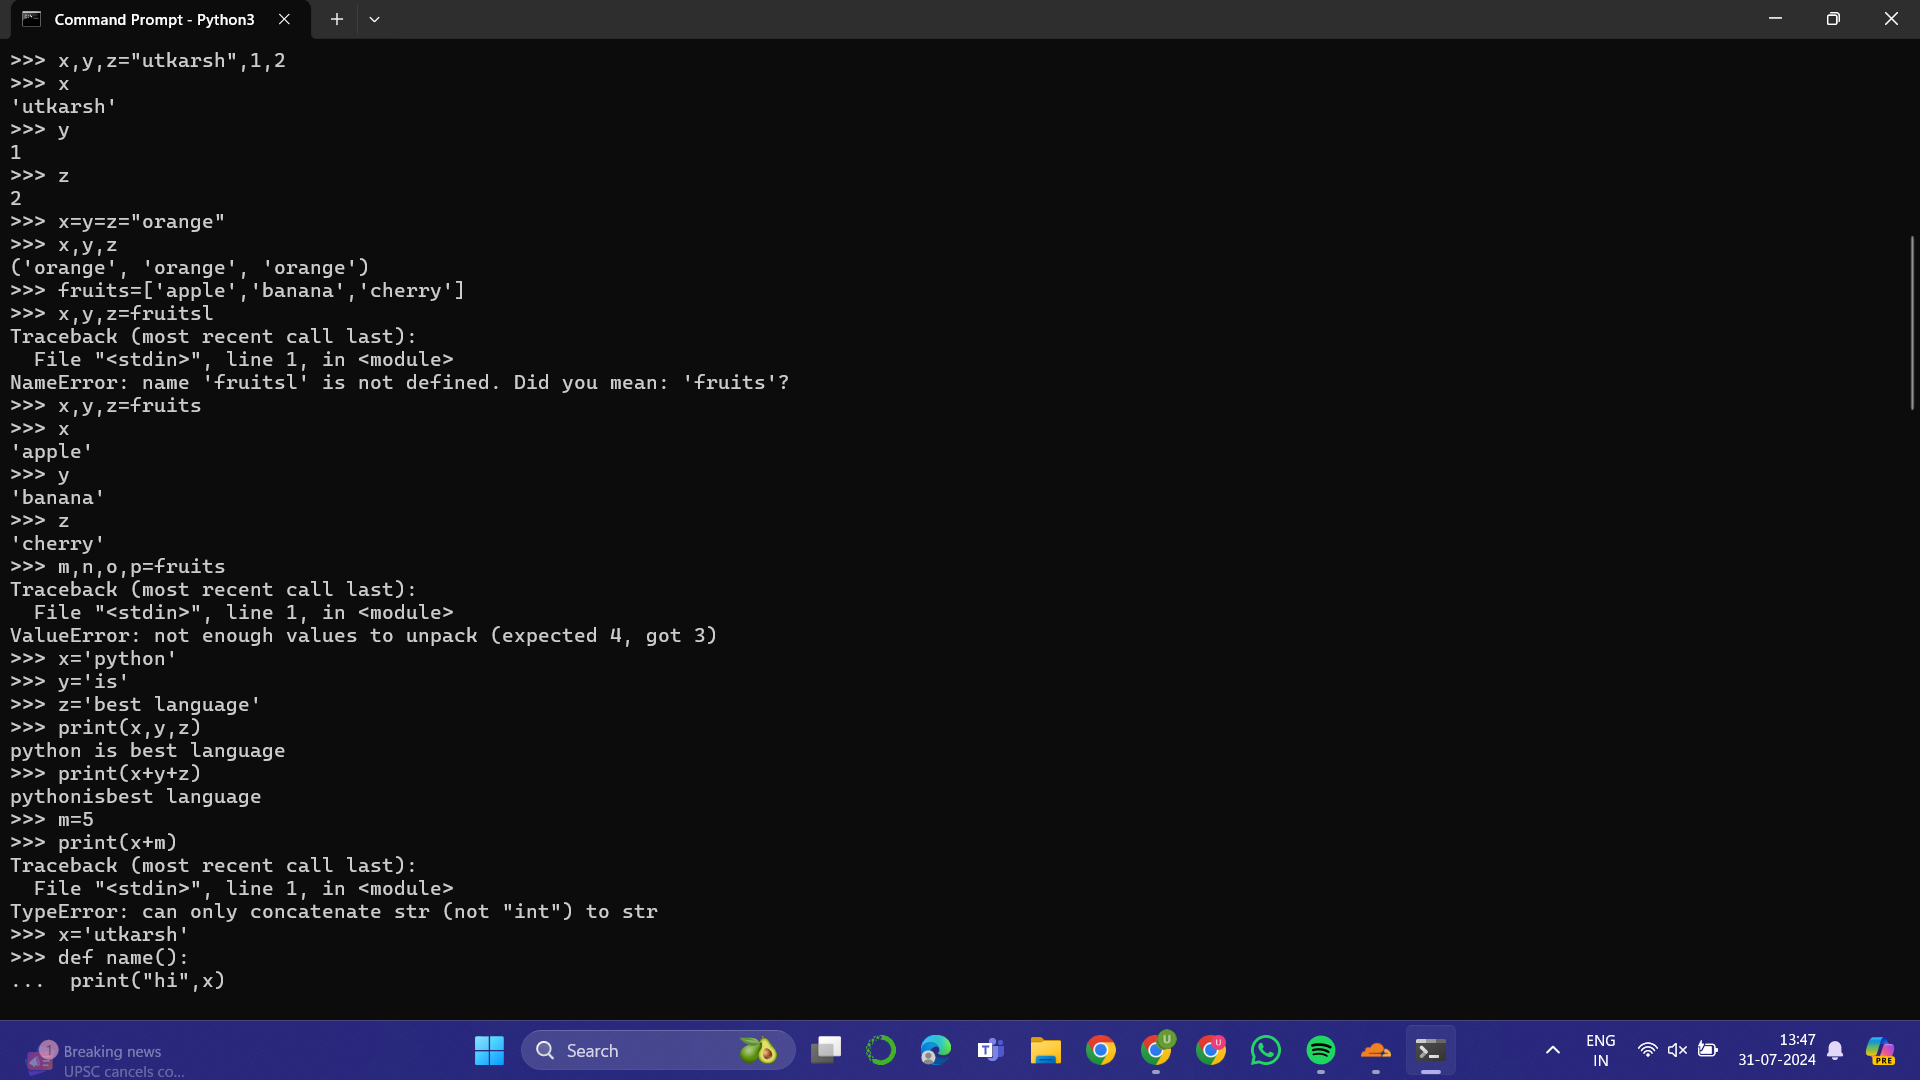 Command Prompt - Python3
>>> x,y,z="utkarsh",1,2
>>> x
'utkarsh'
>>> y
1
>>> z
2
>>> x=y=z="orange"
>>> x,y,z
('orange', 'orange', 'orange')
>>> fruits=['apple','banana','cherry']
>>> x,y,z=fruitsl
Traceback (most recent call last):
  File "<stdin>", line 1, in <module>
NameError: name 'fruitsl' is not defined. Did you mean: 'fruits'?
>>> x,y,z=fruits
>>> x
'apple'
>>> y
'banana'
>>> z
'cherry'
>>> m,n,o,p=fruits
Traceback (most recent call last):
  File "<stdin>", line 1, in <module>
ValueError: not enough values to unpack (expected 4, got 3)
>>> x='python'
>>> y='is'
>>> z='best language'
>>> print(x,y,z)
python is best language
>>> print(x+y+z)
pythonisbest language
>>> m=5
>>> print(x+m)
Traceback (most recent call last):
  File "<stdin>", line 1, in <module>
TypeError: can only concatenate str (not "int") to str
>>> x='utkarsh'
>>> def name():
...  print("hi",x)
1
Breaking news
UPSC cancels co...
Search
U
U
ENG
IN
13:47
31-07-2024
PRE